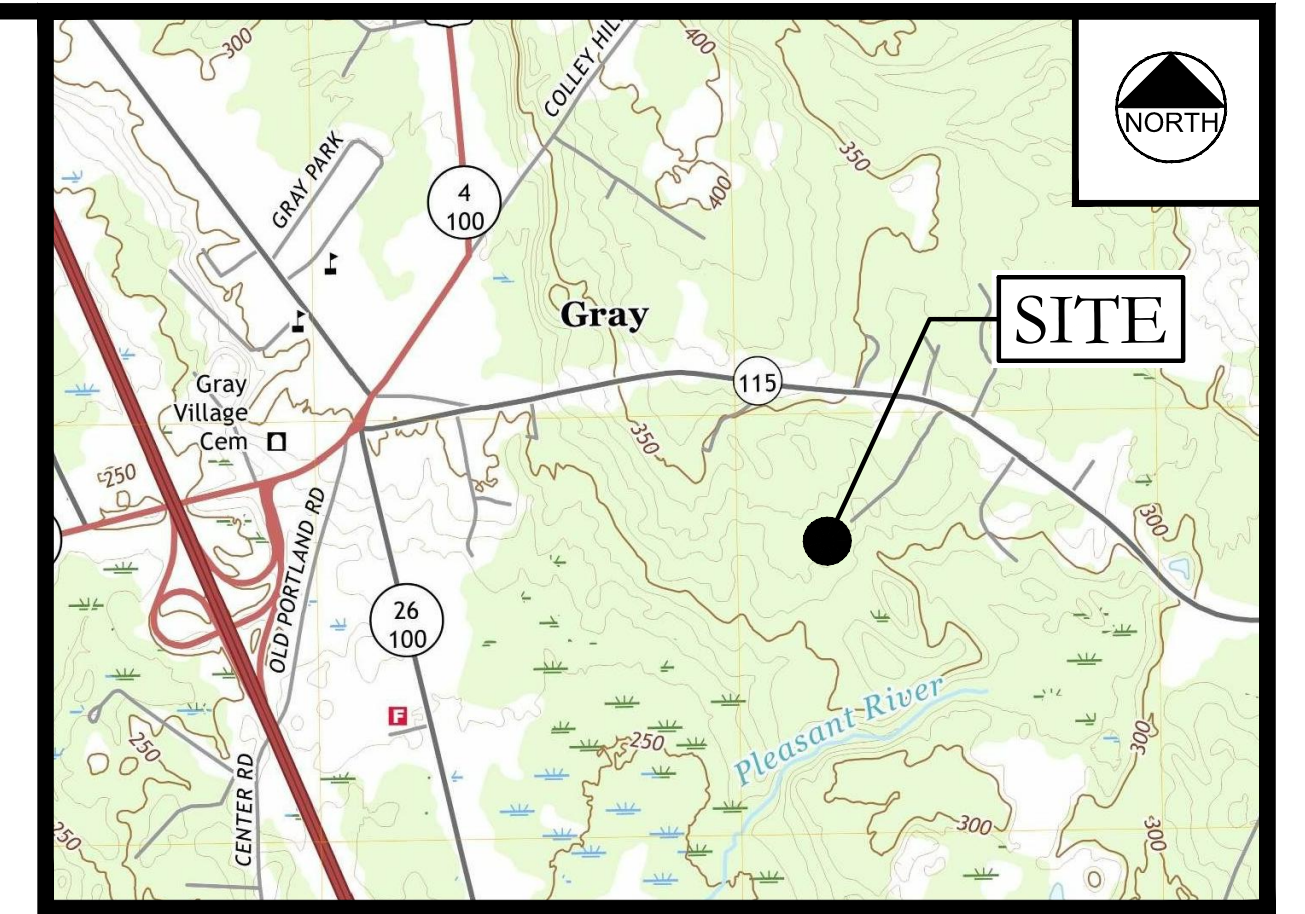 300
COLLEY HIL
400
NORTH
350
GRAY PARK
4
100
400
SITE
Gray
115
Gray
Village
Cem
350
250
OLD PORTLAND RD
300
26
100
Pleasant River
250
250
300
CENTER RD
250
300
300